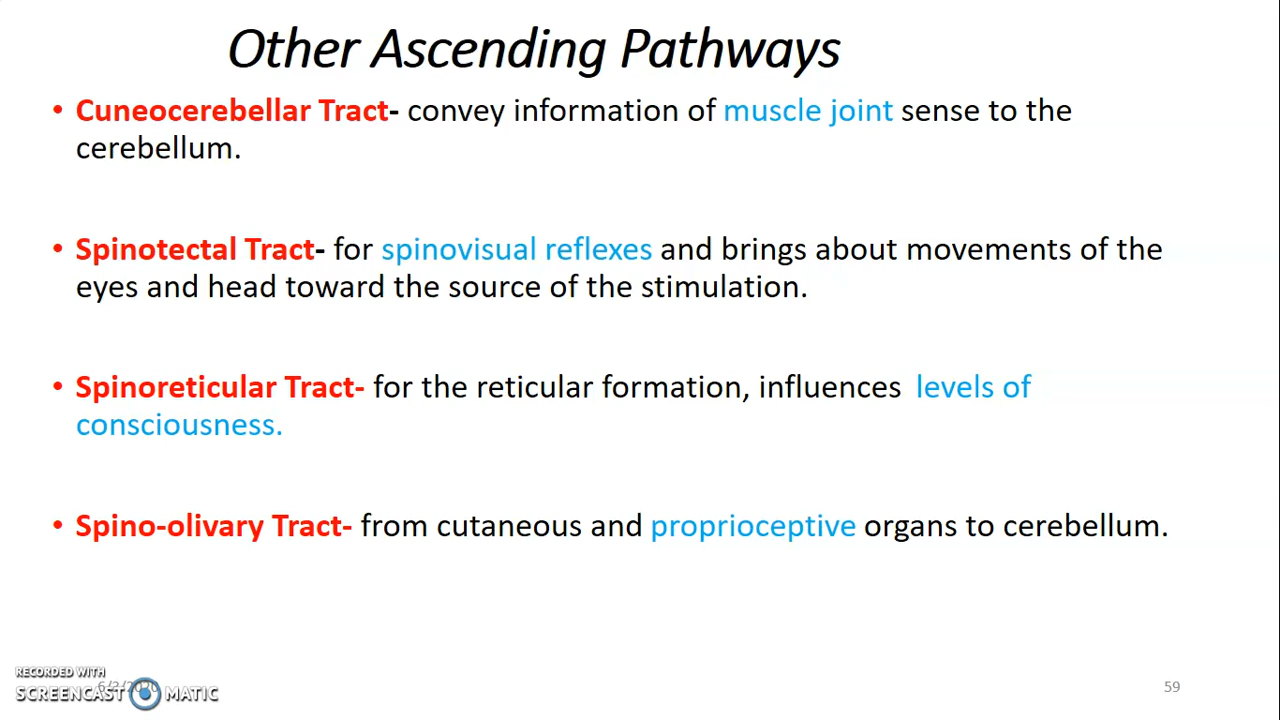 Other Ascending Pathways
• Cuneocerebellar Tract- convey information of muscle joint sense to the
cerebellum.
• Spinotectal Tract- for spinovisual reflexes and brings about movements of the
eyes and head toward the source of the stimulation.
• Spinoreticular Tract- for the reticular formation, influences levels of
consciousness.
• Spino-olivary Tract- from cutaneous and proprioceptive organs to cerebellum.
RECORDED WITH
SCREENCAST MATIC
59